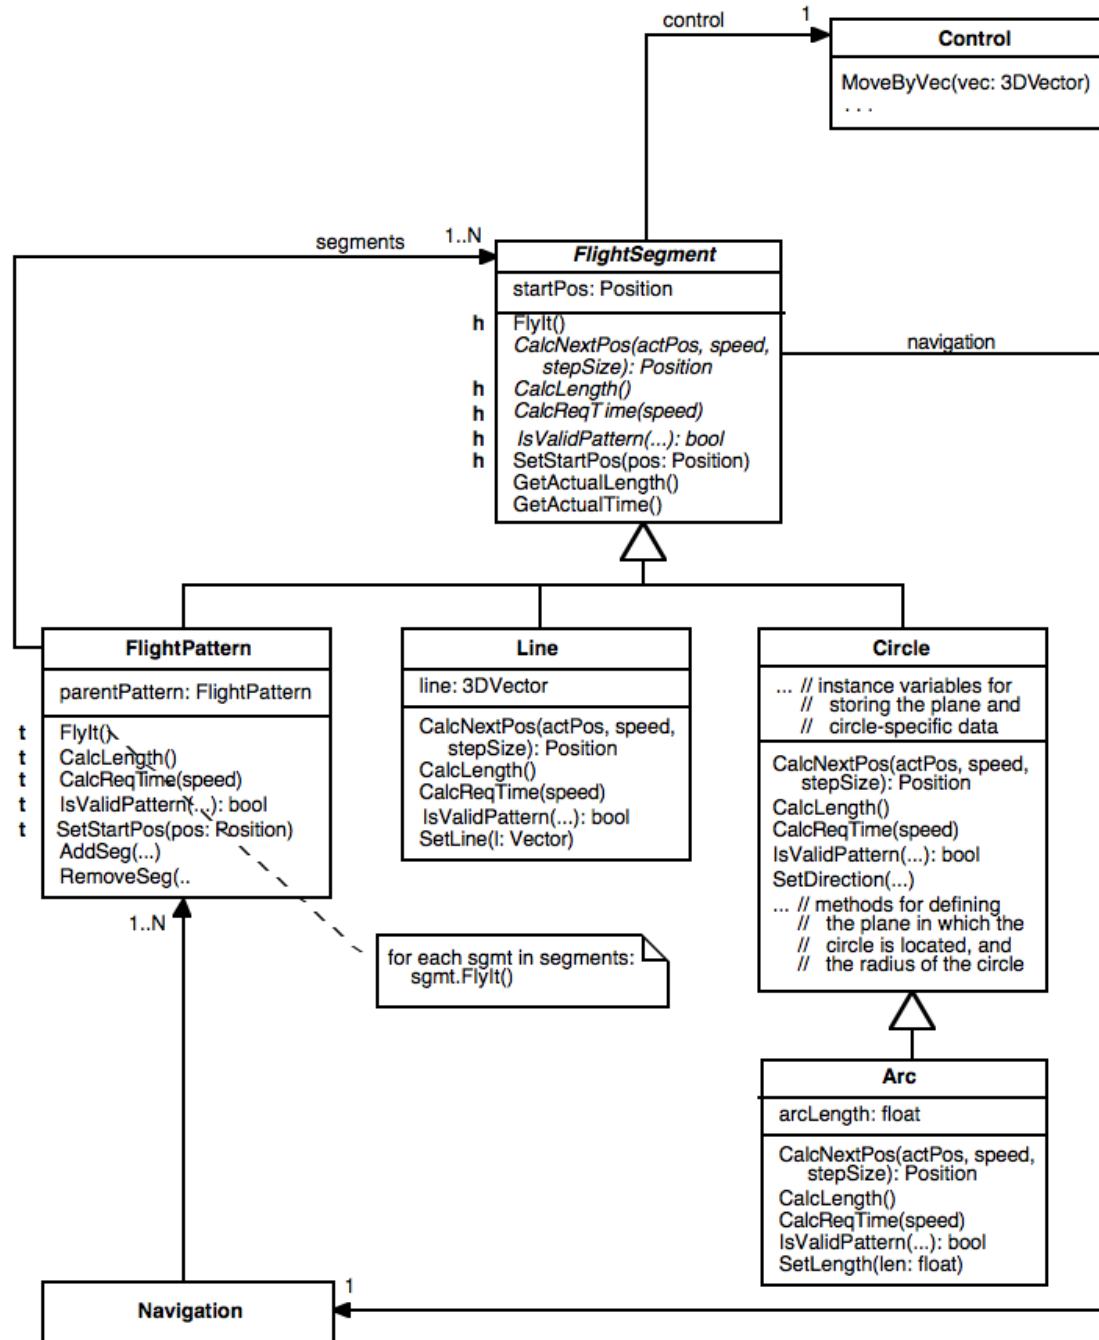 control
1
Control
MoveByVec(vec: 3DVector)
. . .
segments
1..N
FlightSegment
startPos: Position
h FlyIt()
CalcNextPos(actPos, speed,
stepSize): Position
h CalcLength()
h CalcReqTime(speed)
h IsValidPattern(...): bool
h SetStartPos(pos: Position)
GetActualLength()
GetActualTime()
navigation
FlightPattern
parentPattern: FlightPattern
t FlyIt()
t CalcLength()
t CalcReqTime(speed)
t IsValidPattern(...): bool
t SetStartPos(pos: Position)
AddSeg(...)
RemoveSeg(..
1..N
Line
line: 3DVector
CalcNextPos(actPos, speed,
stepSize): Position
CalcLength()
CalcReqTime(speed)
IsValidPattern(...): bool
SetLine(l: Vector)
Circle
... // instance variables for
// storing the plane and
// circle-specific data
CalcNextPos(actPos, speed,
stepSize): Position
CalcLength()
CalcReqTime(speed)
IsValidPattern(...): bool
SetDirection(...)
... // methods for defining
// the plane in which the
// circle is located, and
// the radius of the circle
for each sgmt in segments:
sgmt.FlyIt()
Arc
arcLength: float
CalcNextPos(actPos, speed,
stepSize): Position
CalcLength()
CalcReqTime(speed)
IsValidPattern(...): bool
SetLength(len: float)
Navigation
1